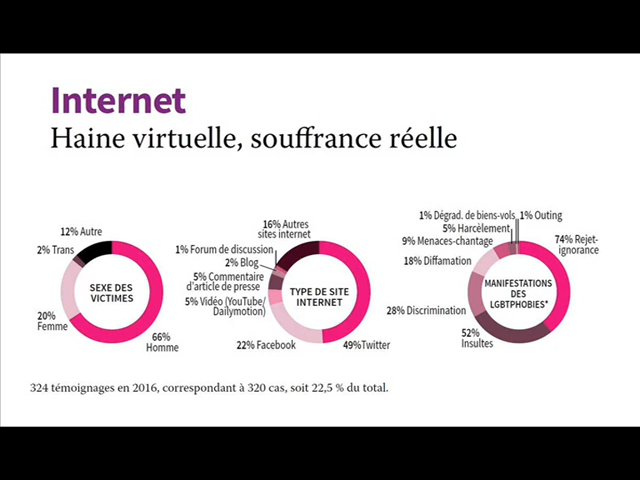 Internet
Haine virtuelle, souffrance réelle
12% Autre
2% Trans
20%
Femme
66%
Homme
SEXE DES
VICTIMES
16% Autres
sites internet
1% Forum de discussion
2% Blog
5% Commentaire
d'article de presse
5% Vidéo (YouTube/
Dailymotion)
22% Facebook
49%Twitter
TYPE DE SITE
INTERNET
1% Dégrad. de biens-vols
1% Outing
5% Harcèlement
9% Menaces-chantage
18% Diffamation
28% Discrimination
52%
Insultes
74% Rejet-
ignorance
MANIFESTATIONS
DES
LGBTPHOBIES*
324 témoignages en 2016, correspondant à 320 cas, soit 22,5 % du total.